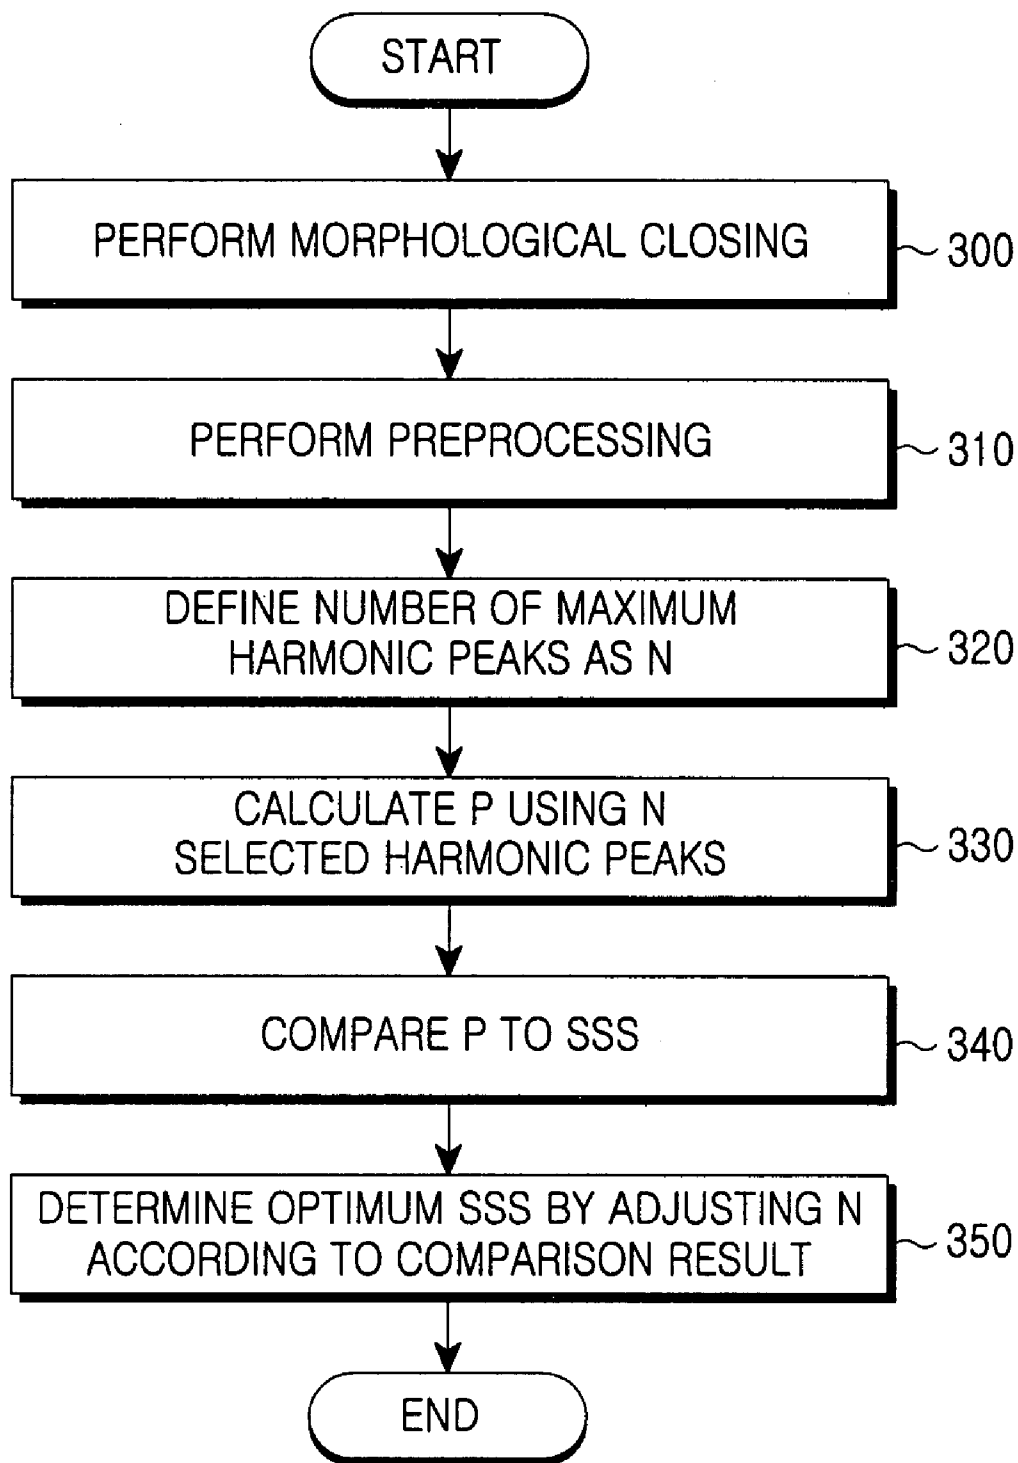 START
PERFORM MORPHOLOGICAL CLOSING
300
PERFORM PREPROCESSING
310
DEFINE NUMBER OF MAXIMUM
HARMONIC PEAKS AS N
320
CALCULATE P USING N
SELECTED HARMONIC PEAKS
330
COMPARE P TO SSS
340
DETERMINE OPTIMUM SSS BY ADJUSTING N
ACCORDING TO COMPARISON RESULT
350
END